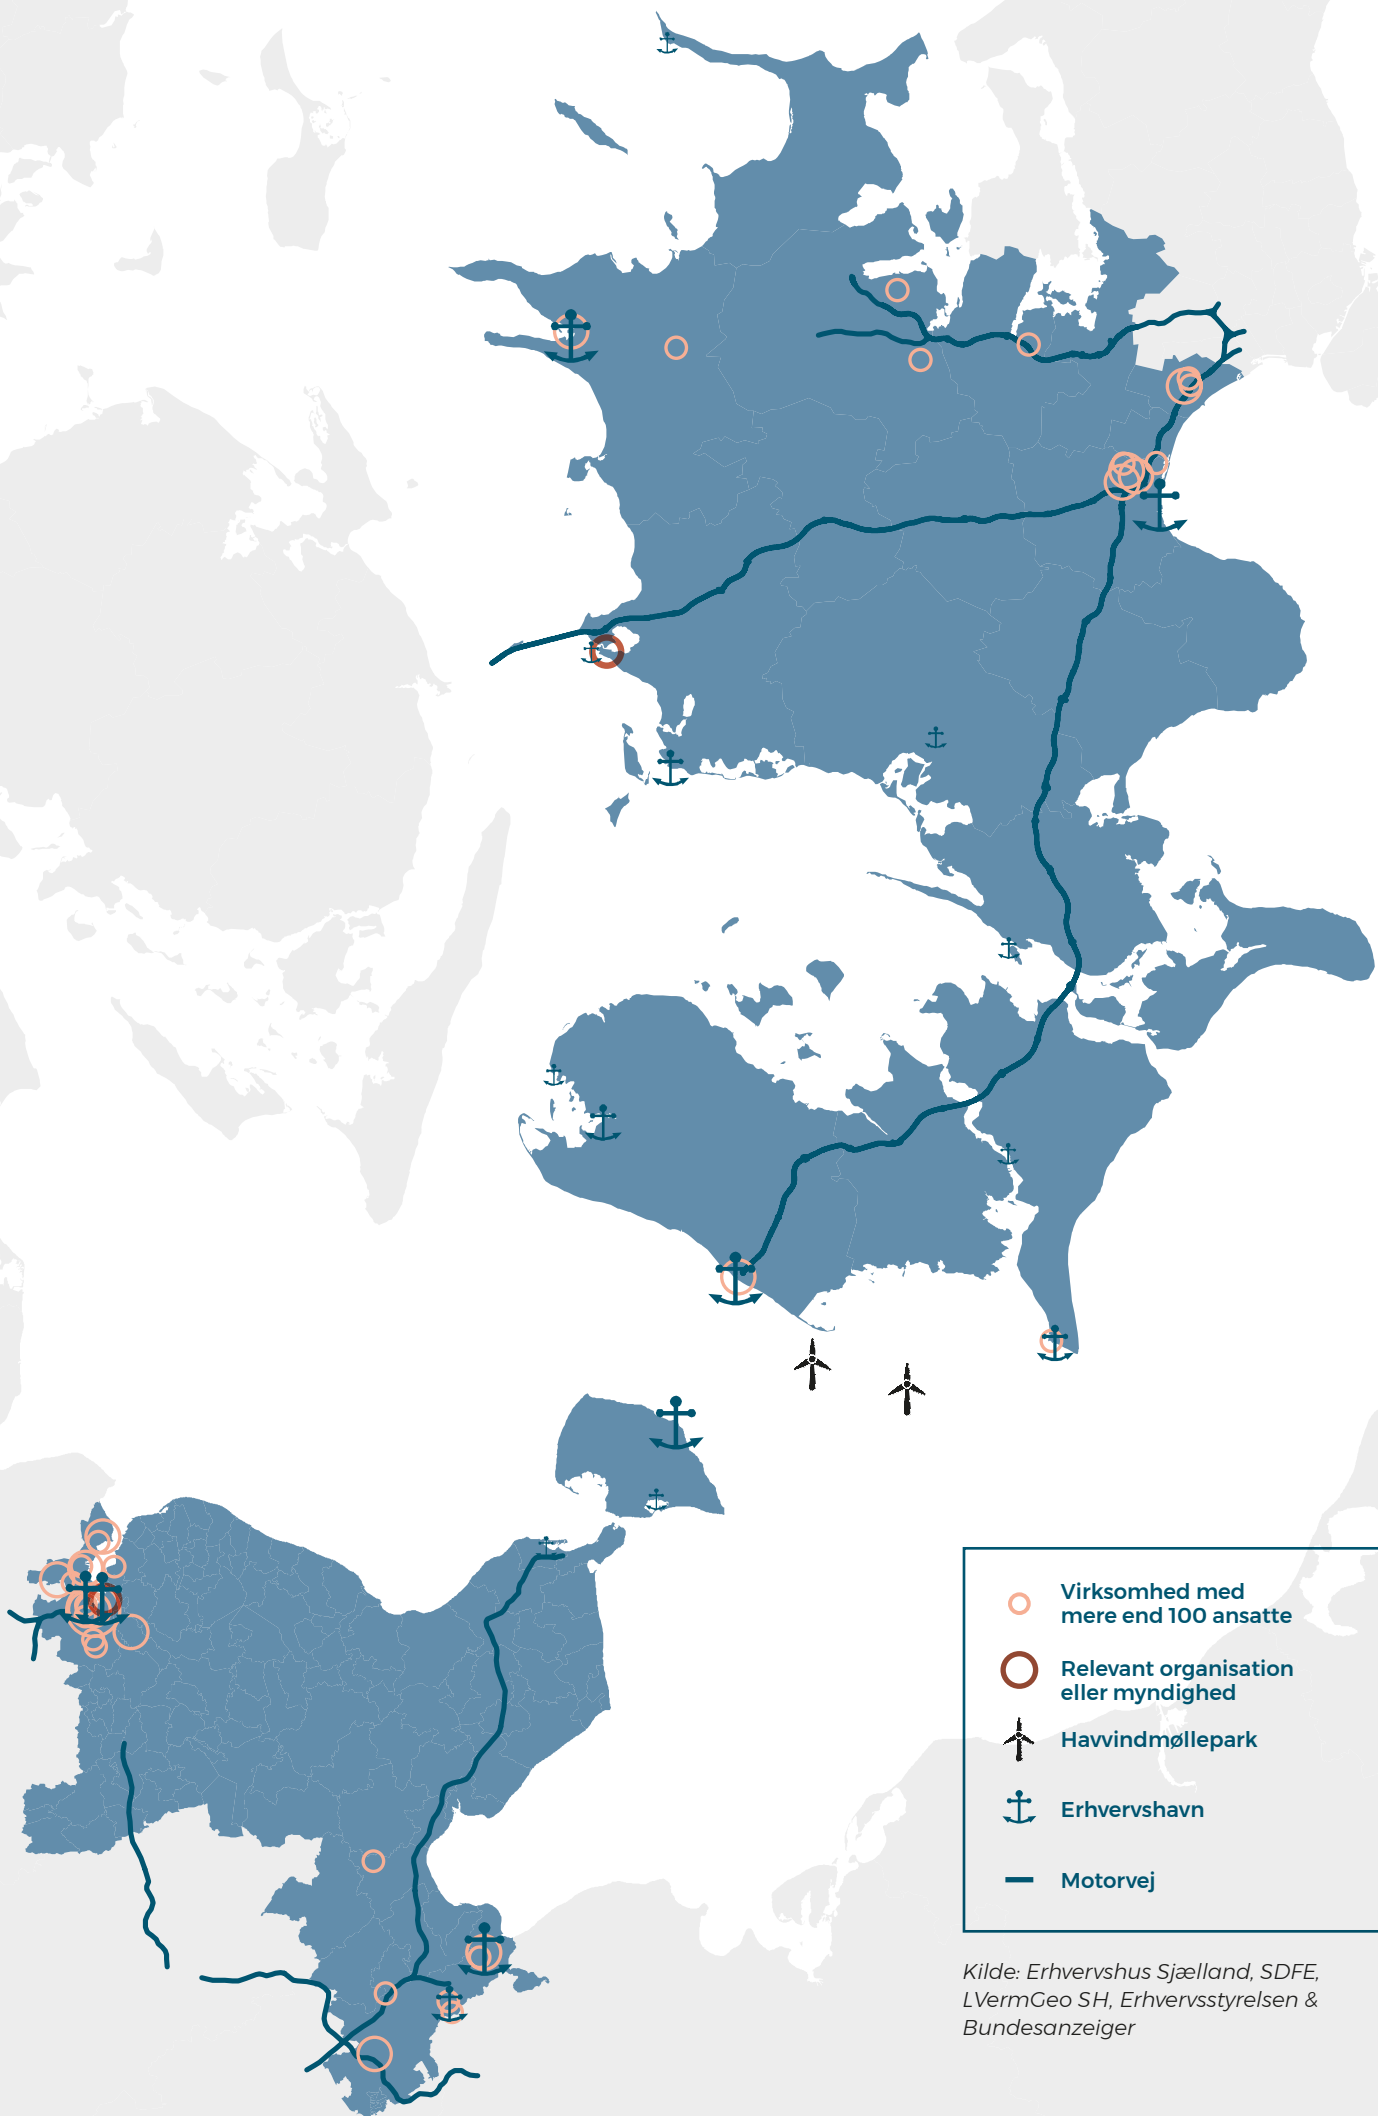 Virksomhed med
mere end 100 ansatte
Relevant organisation
eller myndighed
Havvindmøllepark
Erhvervshavn
Motorvej
Kilde: Erhvervshus Sjælland, SDFE,
LVermGeo SH, Erhvervsstyrelsen &
Bundesanzeiger